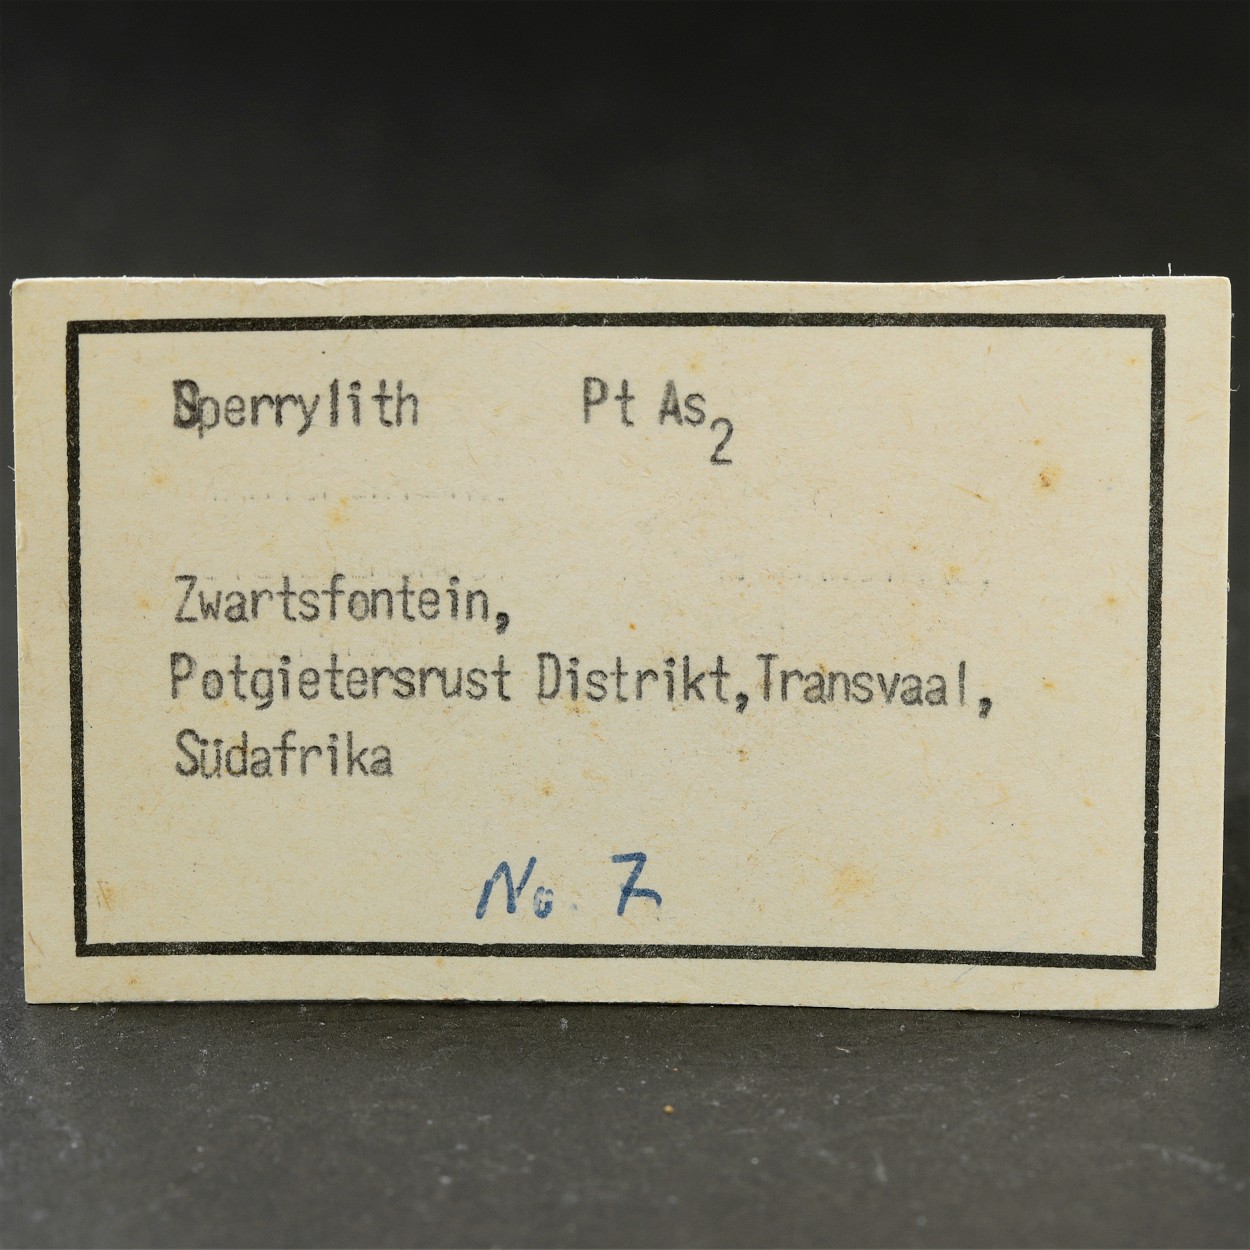 Sperrylith Pt As2
Zwartsfontein,
Potgietersrust Distrikt,Transvaal,
Südafrika
No. 7